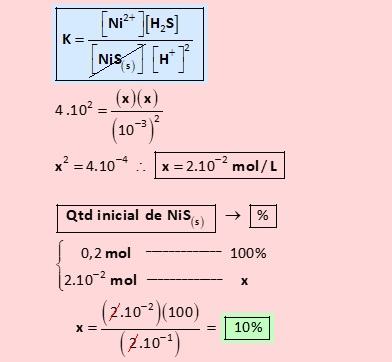 K = [Ni²⁺][H₂S] / [NiS₍ₛ₎] [H⁺]²
4.10² = (x)(x) / (10⁻³)²
x² = 4.10⁻⁴ ∴ x = 2.10⁻² mol/L
Qtd inicial de NiS₍ₛ₎ → %
0,2 mol ———— 100%
2.10⁻² mol ———— x
x = (2.10⁻²)(100) / (2.10⁻¹) = 10%